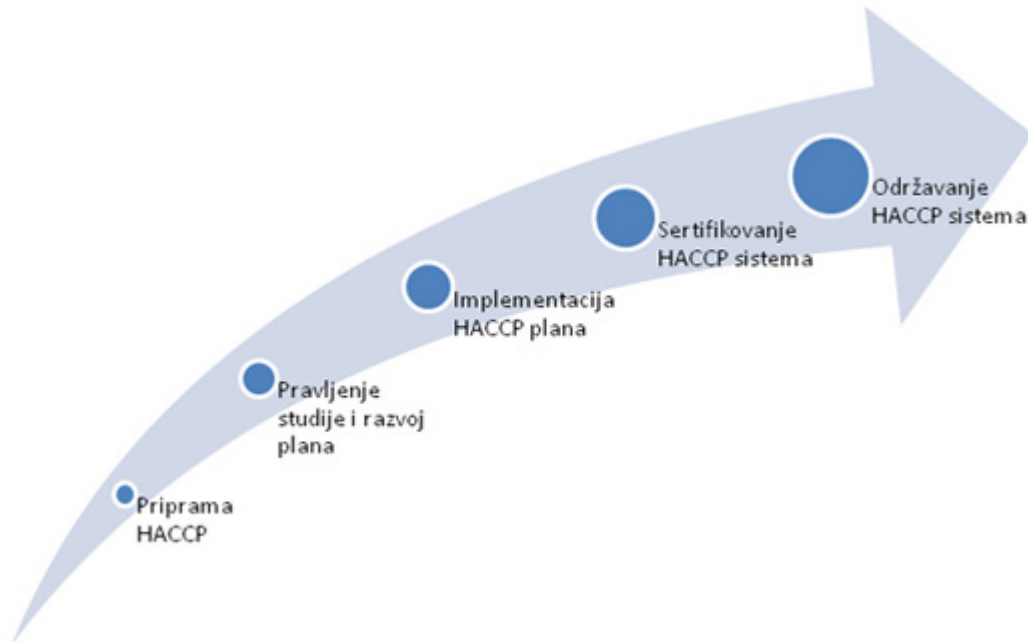 Priprama
HACCP
Pravljenje
studije i razvoj
plana
Implementacija
HACCP plana
Sertifikovanje
HACCP sistema
Održavanje
HACCP sistema